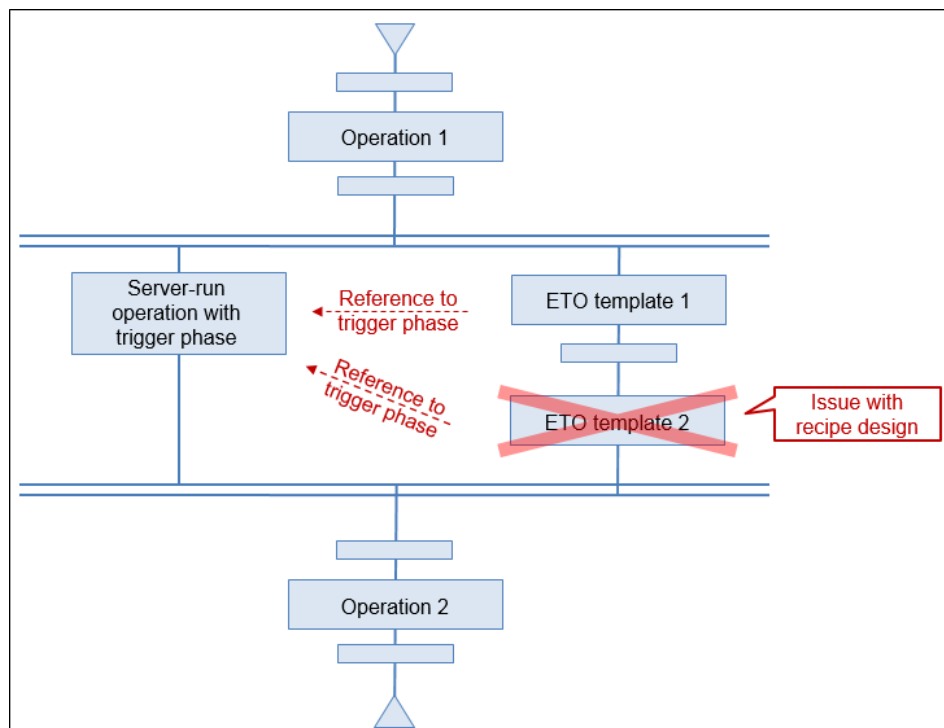 Operation 1
Server-run
operation with
trigger phase
Reference to
trigger phase
ETO template 1
Reference to
trigger phase
ETO template 2
Issue with
recipe design
Operation 2